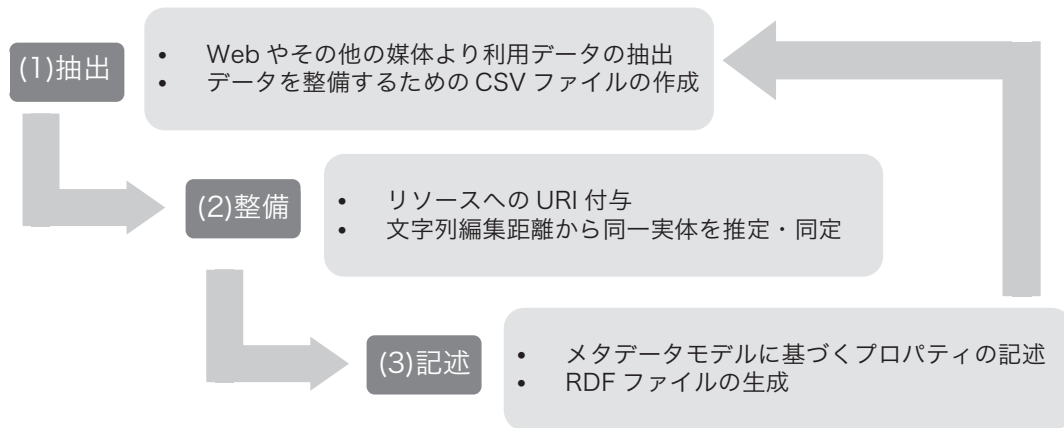 (1)抽出
• Web やその他の媒体より利用データの抽出
• データを整備するための CSV ファイルの作成
(2)整備
• リソースへの URI 付与
• 文字列編集距離から同一実体を推定・同定
(3)記述
• メタデータモデルに基づくプロパティの記述
• RDF ファイルの生成